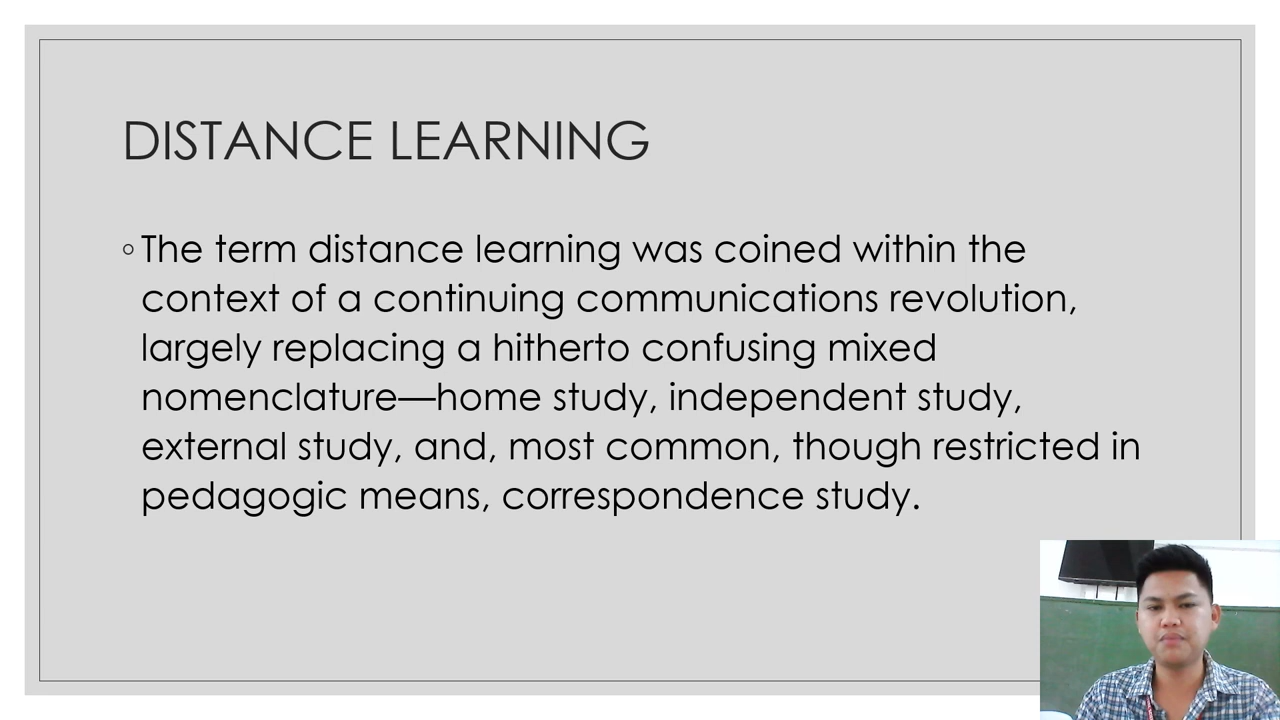 DISTANCE LEARNING
◦The term distance learning was coined within the
context of a continuing communications revolution,
largely replacing a hitherto confusing mixed
nomenclature—home study, independent study,
external study, and, most common, though restricted in
pedagogic means, correspondence study.